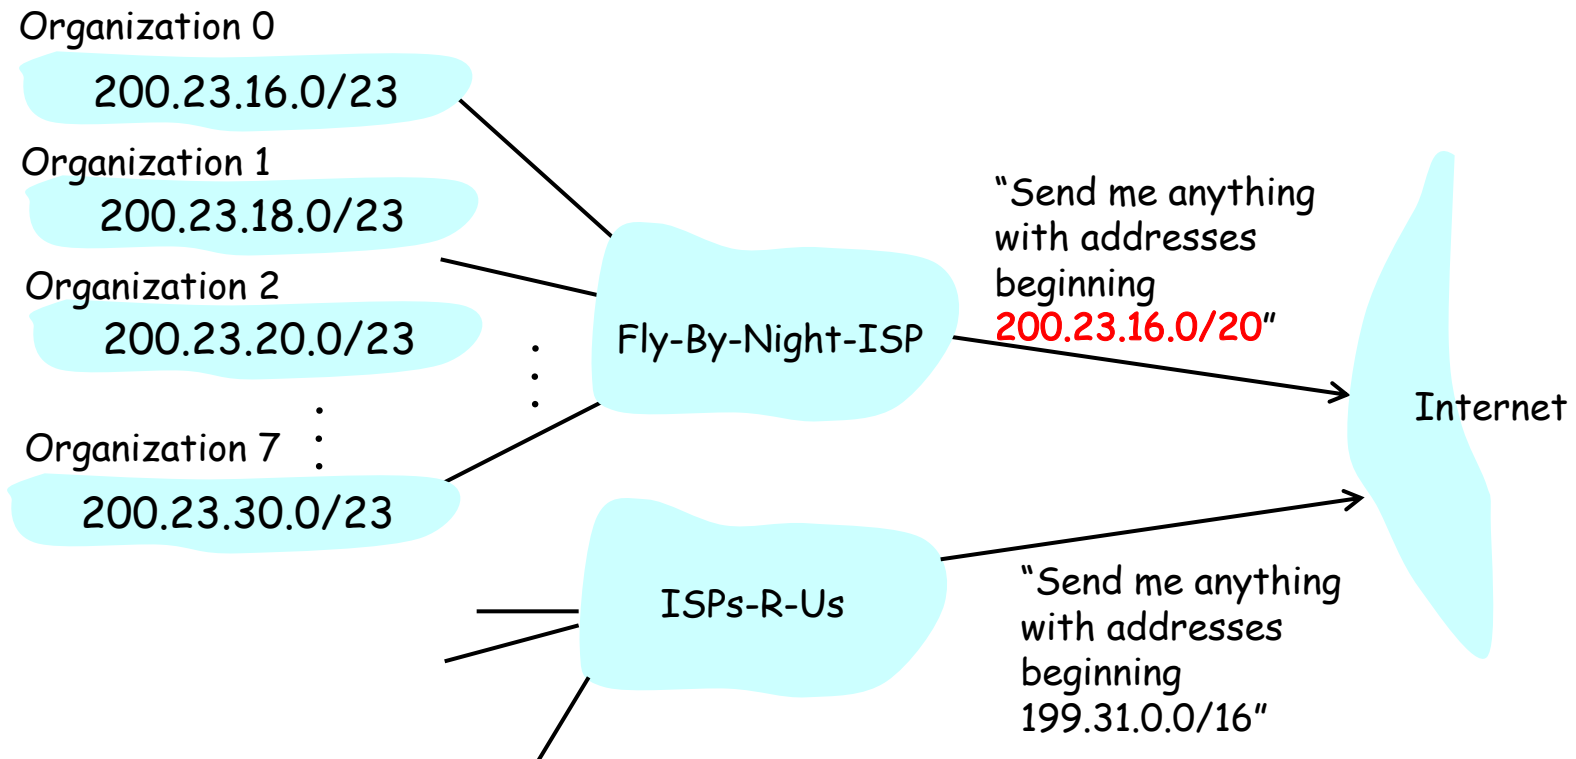 Organization 0
200.23.16.0/23
Organization 1
200.23.18.0/23
Organization 2
200.23.20.0/23
Organization 7
200.23.30.0/23
Fly-By-Night-ISP
“Send me anything
with addresses
beginning
200.23.16.0/20”
Internet
ISPs-R-Us
“Send me anything
with addresses
beginning
199.31.0.0/16”